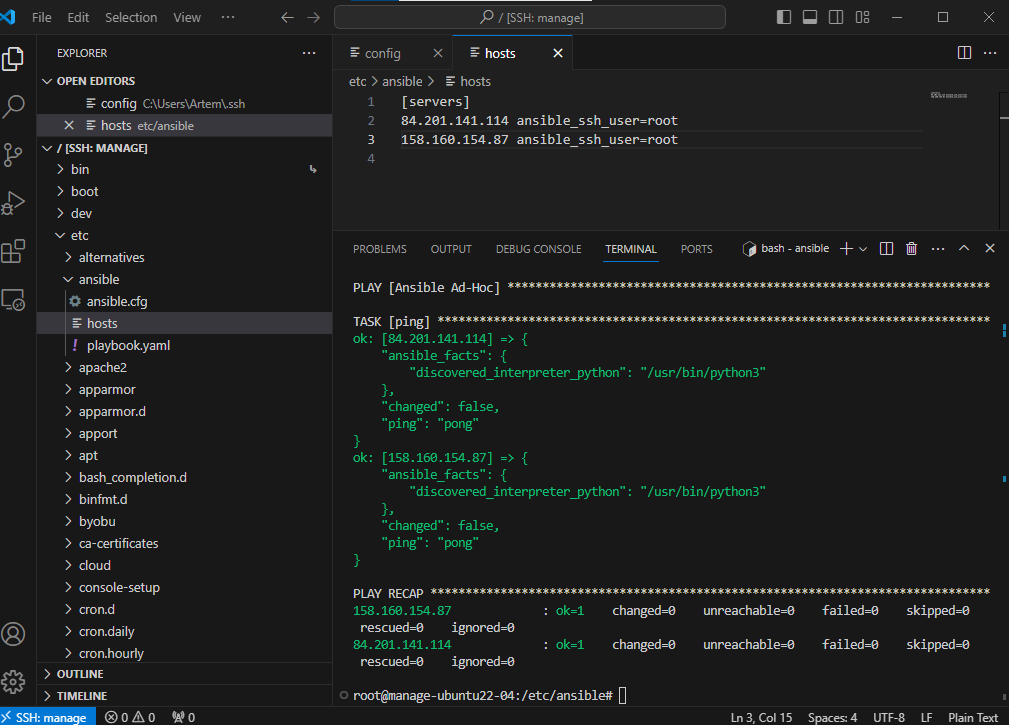 File Edit Selection View ··· / [SSH: manage]
EXPLORER ···
OPEN EDITORS
config C:\Users\Artem\.ssh
hosts etc/ansible
/ [SSH: MANAGE]
bin
boot
dev
etc
alternatives
ansible
ansible.cfg
hosts
! playbook.yaml
apache2
apparmor
apparmor.d
apport
apt
bash_completion.d
binfmt.d
byobu
ca-certificates
cloud
console-setup
cron.d
cron.daily
cron.hourly
OUTLINE
TIMELINE
config
hosts
etc > ansible > hosts
1 [servers]
2 84.201.141.114 ansible_ssh_user=root
3 158.160.154.87 ansible_ssh_user=root
4
PROBLEMS OUTPUT DEBUG CONSOLE TERMINAL PORTS bash - ansible
PLAY [Ansible Ad-Hoc] *********************************************************************
TASK [ping] *******************************************************************************
ok: [84.201.141.114] => {
"ansible_facts": {
"discovered_interpreter_python": "/usr/bin/python3"
},
"changed": false,
"ping": "pong"
}
ok: [158.160.154.87] => {
"ansible_facts": {
"discovered_interpreter_python": "/usr/bin/python3"
},
"changed": false,
"ping": "pong"
}
PLAY RECAP ********************************************************************************
158.160.154.87 : ok=1 changed=0 unreachable=0 failed=0 skipped=0
rescued=0 ignored=0
84.201.141.114 : ok=1 changed=0 unreachable=0 failed=0 skipped=0
rescued=0 ignored=0
root@manage-ubuntu22-04:/etc/ansible#
SSH: manage 0 0 0 Ln 3, Col 15 Spaces: 4 UTF-8 LF Plain Text